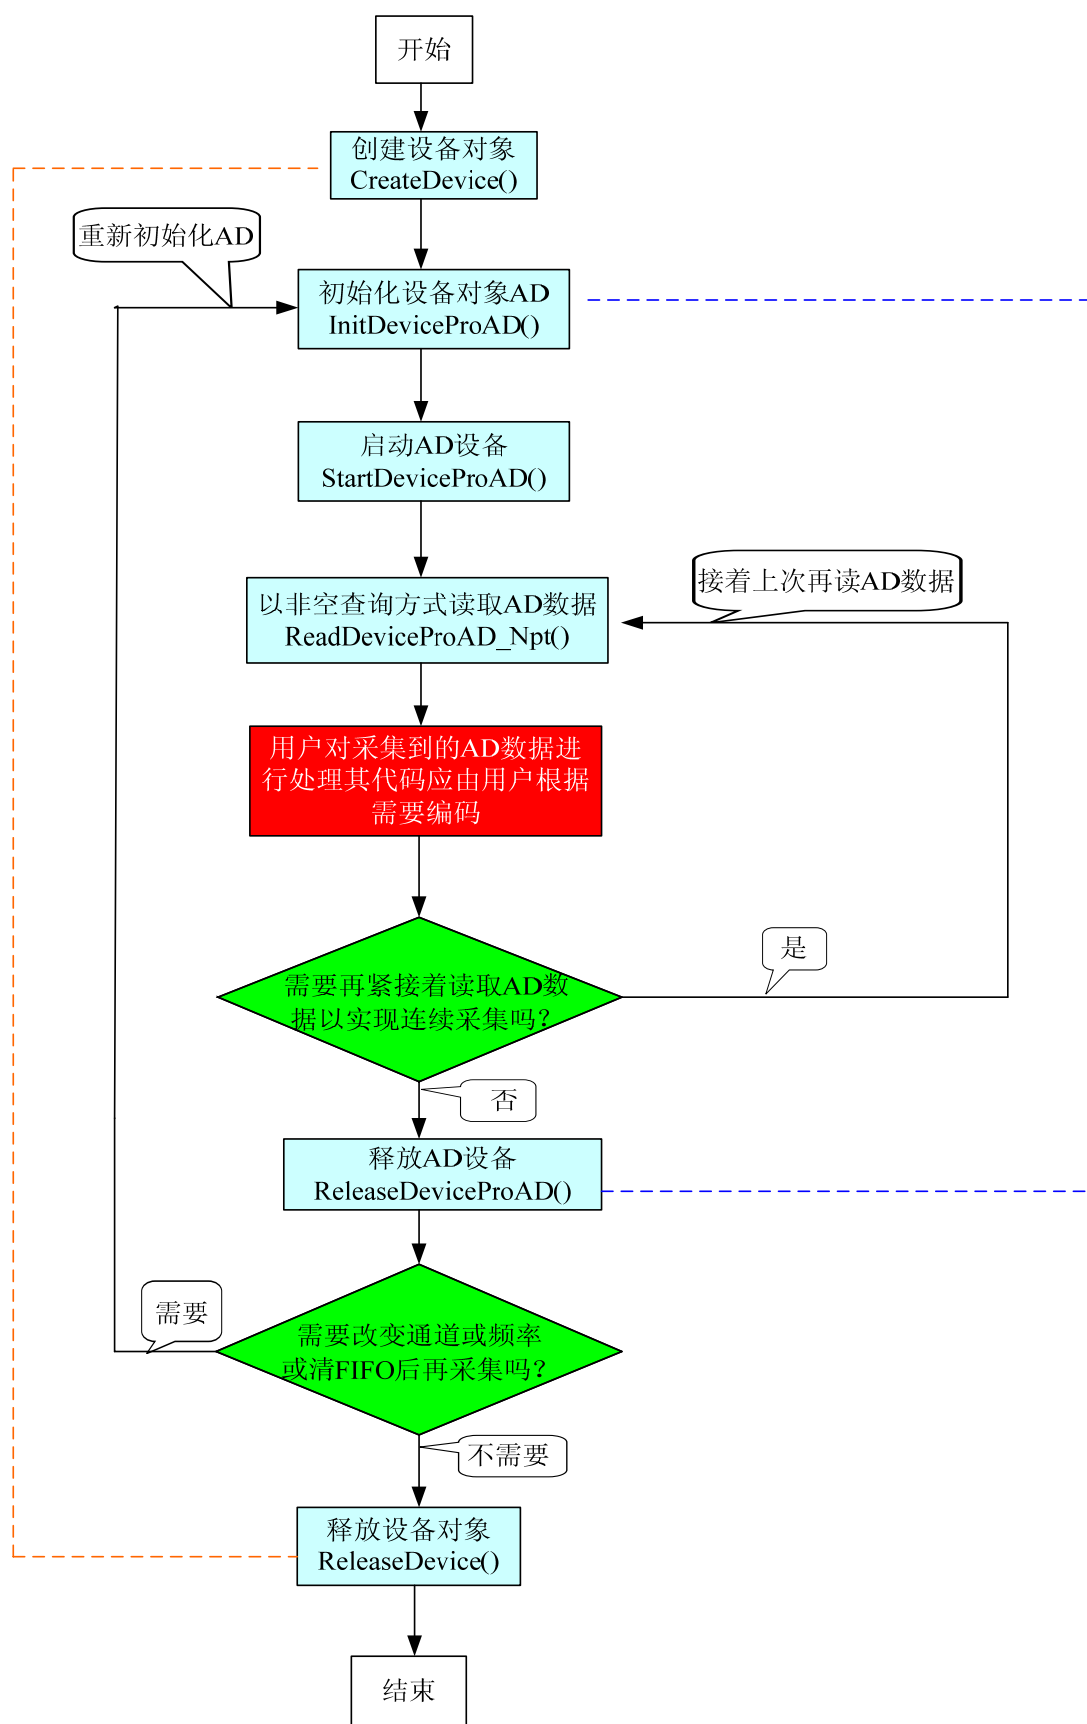 开始
创建设备对象
CreateDevice()
重新初始化AD
初始化设备对象AD
InitDeviceProAD()
启动AD设备
StartDeviceProAD()
接着上次再读AD数据
以非空查询方式读取AD数据
ReadDeviceProAD_Npt()
用户对采集到的AD数据进
行处理其代码应由用户根据
需要编码
是
需要再紧接着读取AD数
据以实现连续采集吗？
否
释放AD设备
ReleaseDeviceProAD()
需要
需要改变通道或频率
或清FIFO后再采集吗？
不需要
释放设备对象
ReleaseDevice()
结束